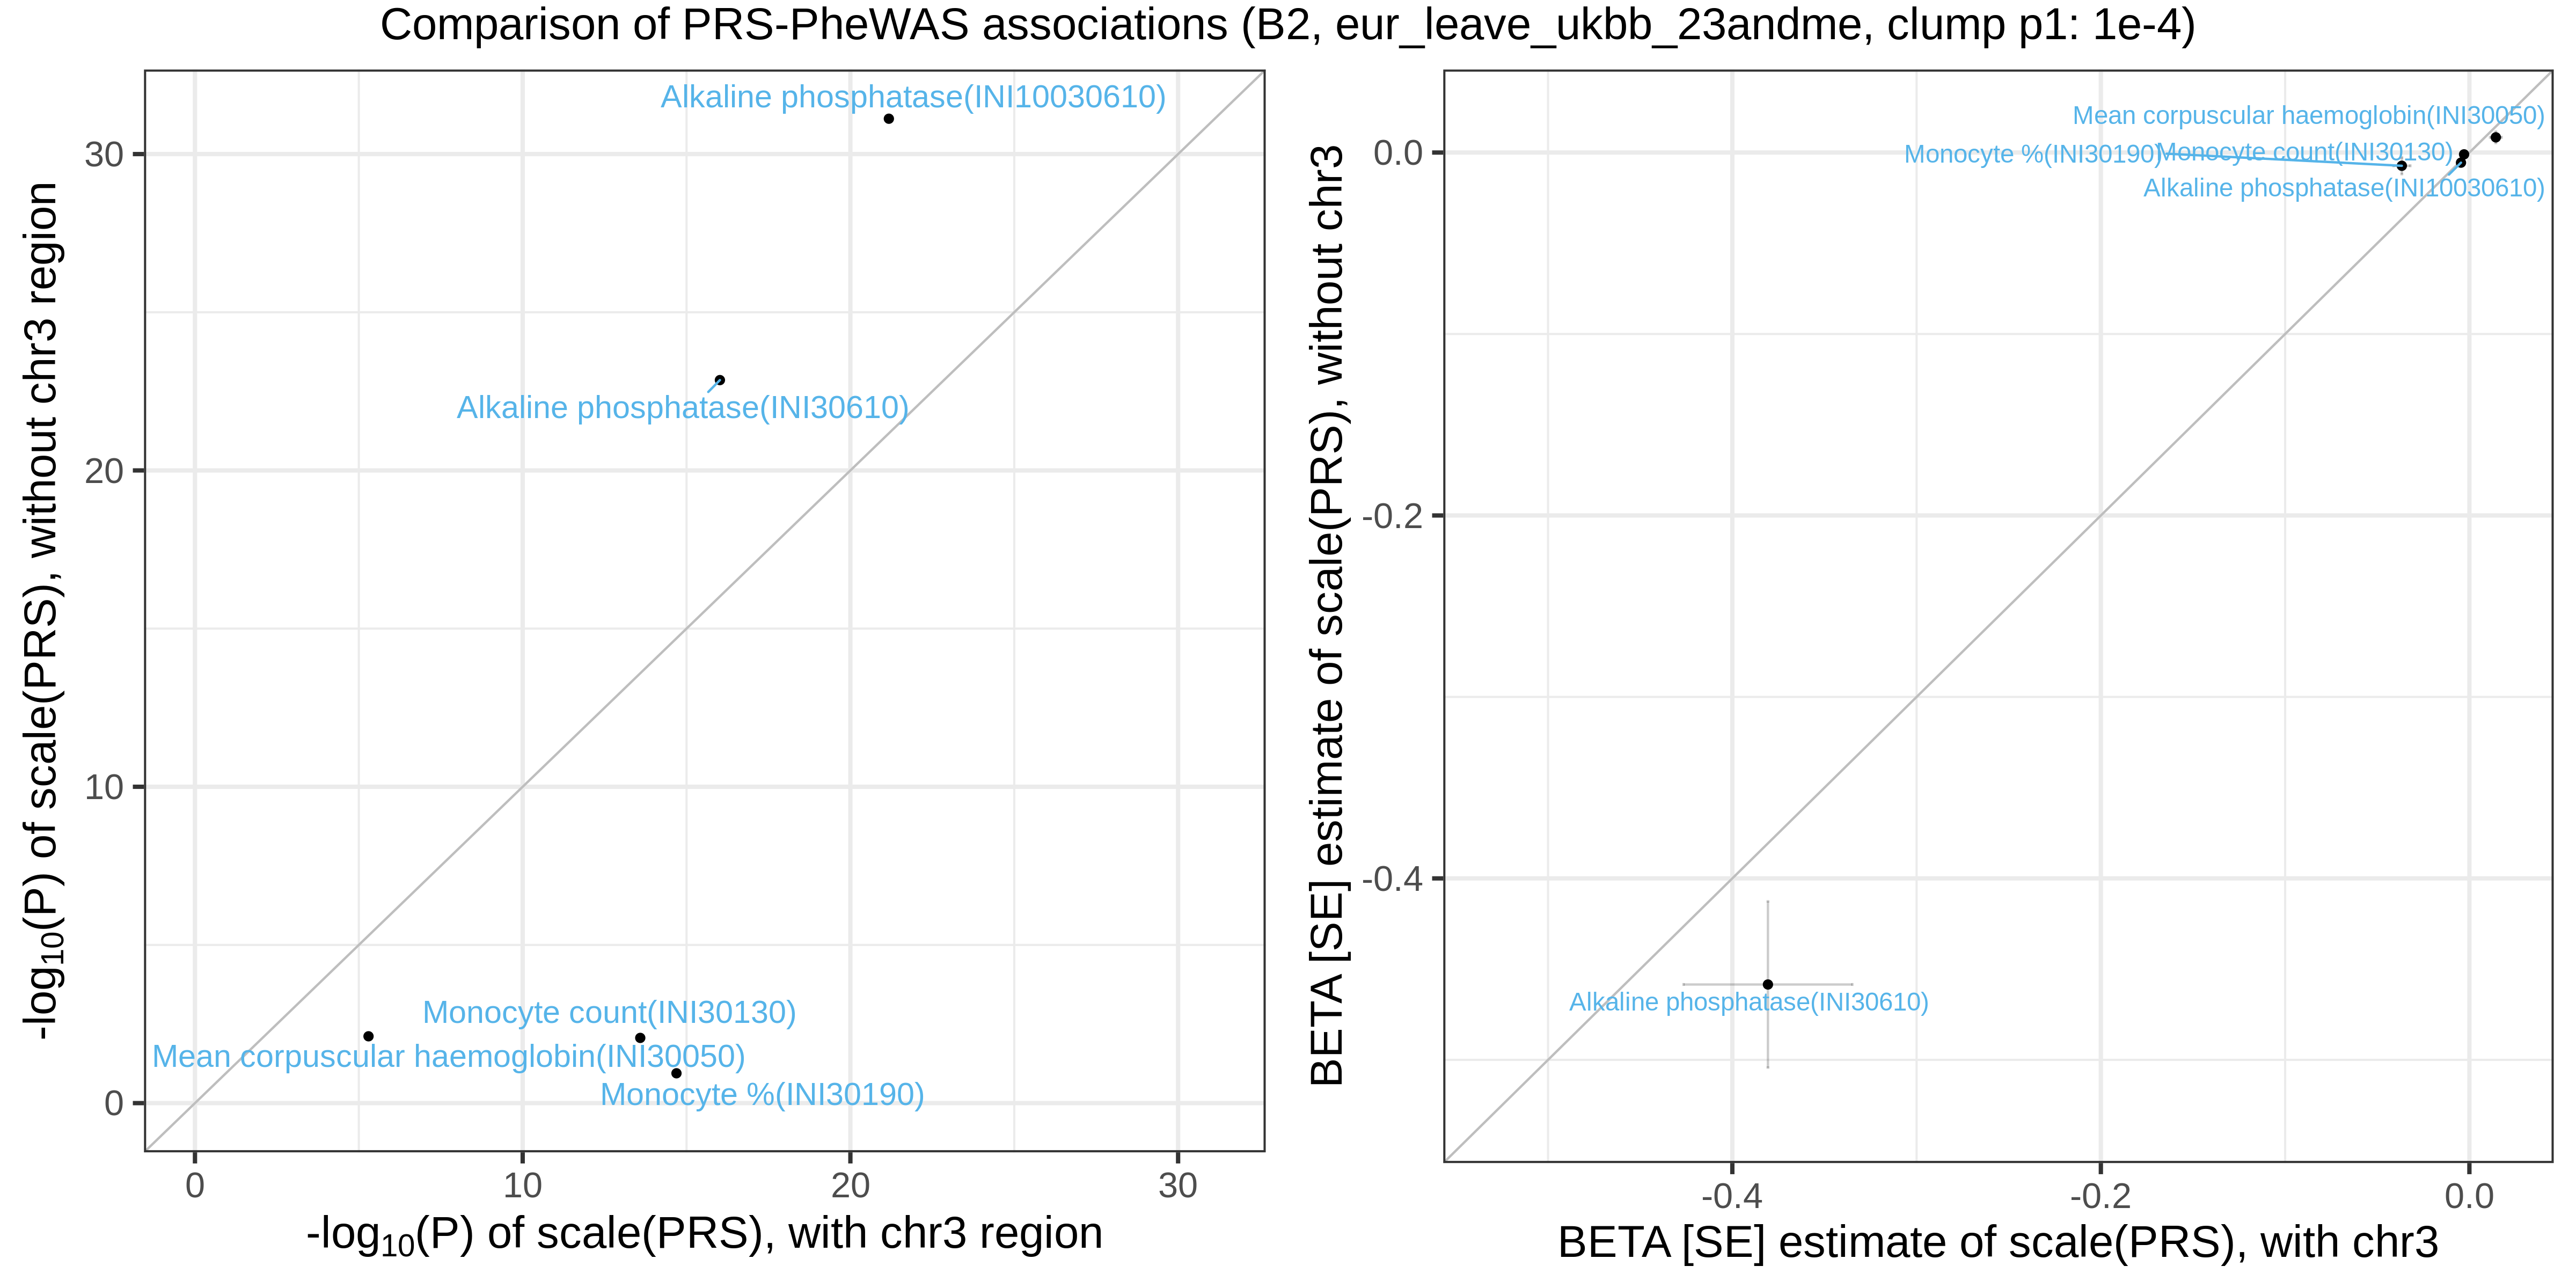 Comparison of PRS-PheWAS associations (B2, eur_leave_ukbb_23andme, clump p1: 1e-4)
-log10(P) of scale(PRS), without chr3 region
30
20
10
0
Alkaline phosphatase(INI10030610)
Alkaline phosphatase(INI30610)
Monocyte count(INI30130)
Mean corpuscular haemoglobin(INI30050)
Monocyte %(INI30190)
0 10 20 30
-log10(P) of scale(PRS), with chr3 region
BETA [SE] estimate of scale(PRS), without chr3
0.0
-0.2
-0.4
Mean corpuscular haemoglobin(INI30050)
Monocyte %(INI30190)
Monocyte count(INI30130)
Alkaline phosphatase(INI10030610)
Alkaline phosphatase(INI30610)
-0.4 -0.2 0.0
BETA [SE] estimate of scale(PRS), with chr3